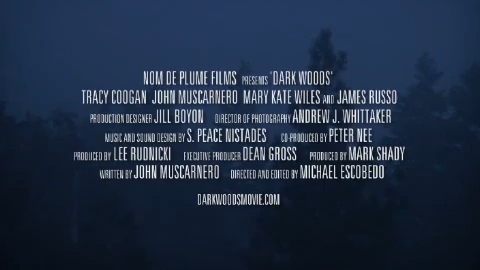 NOM DE PLUME FILMS PRESENTS "DARK WOODS"
TRACY COOGAN JOHN MUSCARNERO MARY KATE WILES AND JAMES RUSSO
PRODUCTION DESIGNER JILL BOYON DIRECTOR OF PHOTOGRAPHY ANDREW J. WHITTAKER
MUSIC AND SOUND DESIGN BY S. PEACE NISTADES CO-PRODUCED BY PETER NEE
PRODUCED BY LEE RUDNICKI EXECUTIVE PRODUCER DEAN GROSS PRODUCED BY MARK SHADY
WRITTEN BY JOHN MUSCARNERO DIRECTED AND EDITED BY MICHAEL ESCOBEDO
DARKWOODSMOVIE.COM